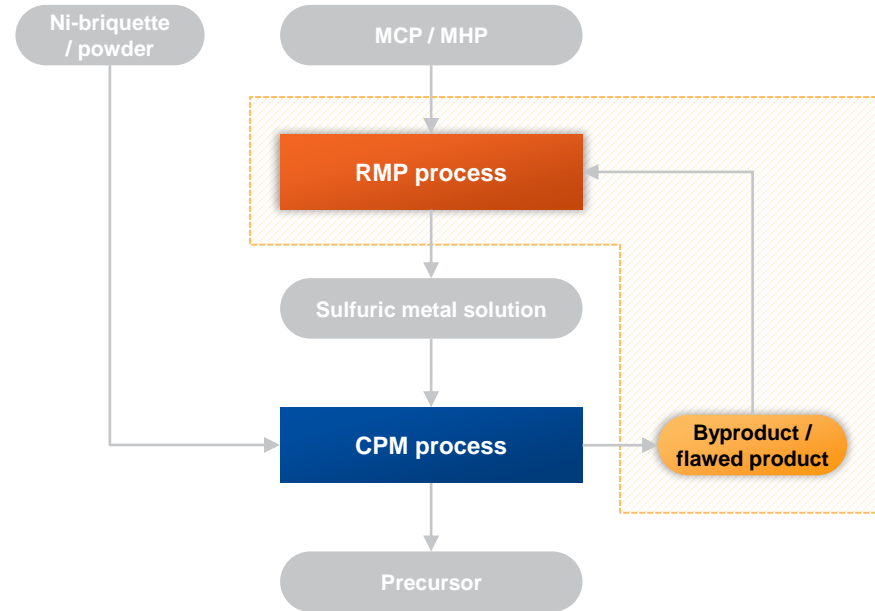 Ni-briquette
/ powder
MCP / MHP
RMP process
Sulfuric metal solution
CPM process
Byproduct /
flawed product
Precursor